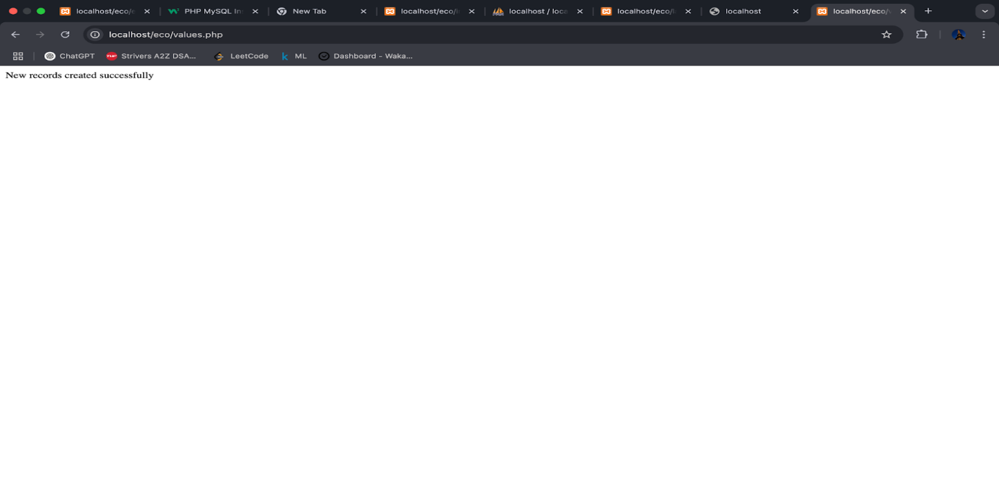 localhost/eco/e
PHP MySQL In
New Tab
localhost/eco/i
localhost / loca
localhost/eco/l
localhost
localhost/eco/v
localhost/eco/values.php
ChatGPT
TUF
Strivers A2Z DSA...
LeetCode
k
ML
Dashboard – Waka...
New records created successfully